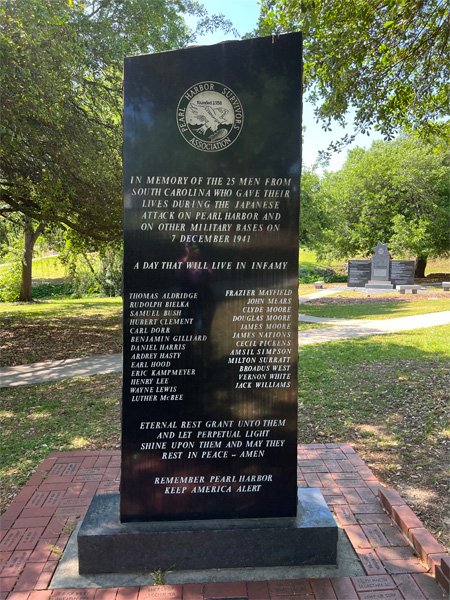 PEARL HARBOR SURVIVORS
founded 1958
ASSOCIATION
IN MEMORY OF THE 25 MEN FROM
SOUTH CAROLINA WHO GAVE THEIR
LIVES DURING THE JAPANESE
ATTACK ON PEARL HARBOR AND
ON OTHER MILITARY BASES ON
7 DECEMBER 1941
A DAY THAT WILL LIVE IN INFAMY
THOMAS ALDRIDGE
RUDOLPH BIELKA
SAMUEL BUSH
HUBERT CLEMENT
CARL DORR
BENJAMIN GILLIARD
DANIEL HARRIS
ARDREY HASTY
EARL HOOD
ERIC KAMPMEYER
HENRY LEE
WAYNE LEWIS
LUTHER McBEE
FRAZIER MAYFIELD
JOHN MEARS
CLYDE MOORE
DOUGLAS MOORE
JAMES MOORE
JAMES NATIONS
CECIL PICKENS
AMSIL SIMPSON
MILTON SURRATT
BROADUS WEST
VERNON WHITE
JACK WILLIAMS
ETERNAL REST GRANT UNTO THEM
AND LET PERPETUAL LIGHT
SHINE UPON THEM AND MAY THEY
REST IN PEACE – AMEN
REMEMBER PEARL HARBOR
KEEP AMERICA ALERT